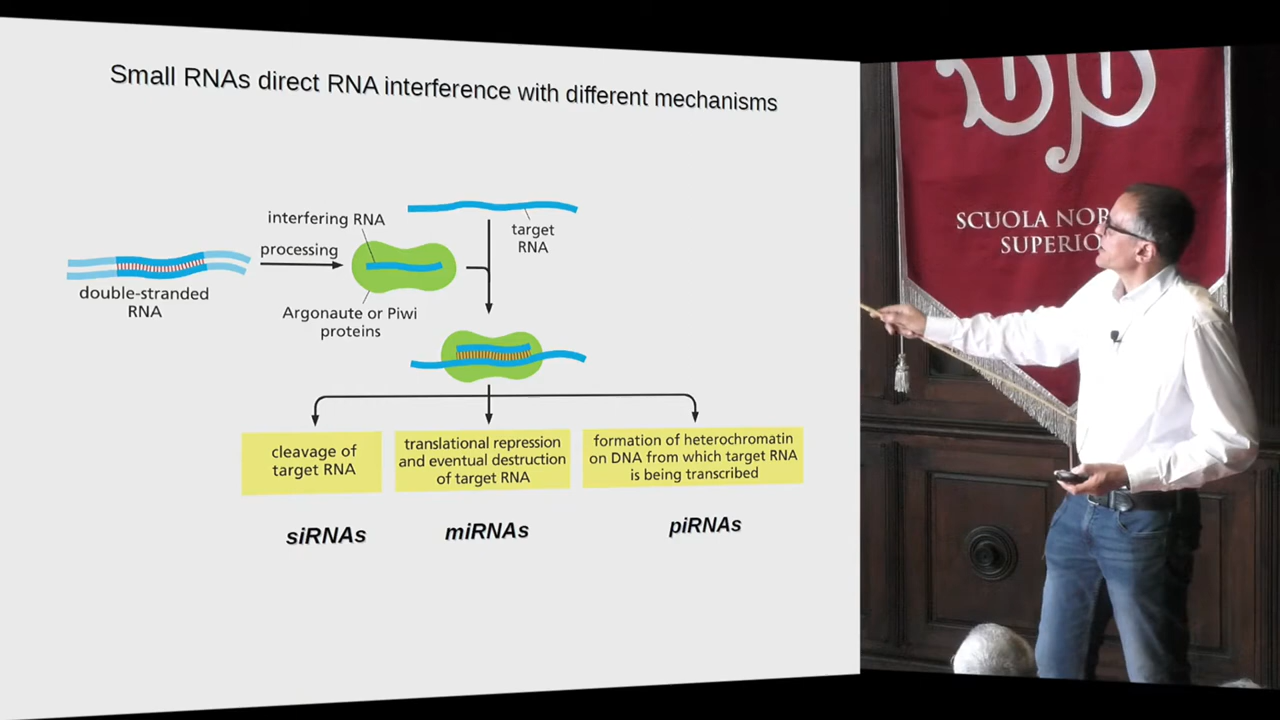 Small RNAs direct RNA interference with different mechanisms
interfering RNA
processing
target
RNA
double-stranded
RNA
Argonaute or Piwi
proteins
cleavage of
target RNA
translational repression
and eventual destruction
of target RNA
formation of heterochromatin
on DNA from which target RNA
is being transcribed
siRNAs
miRNAs
piRNAs
SCUOLA NOR
SUPERIO